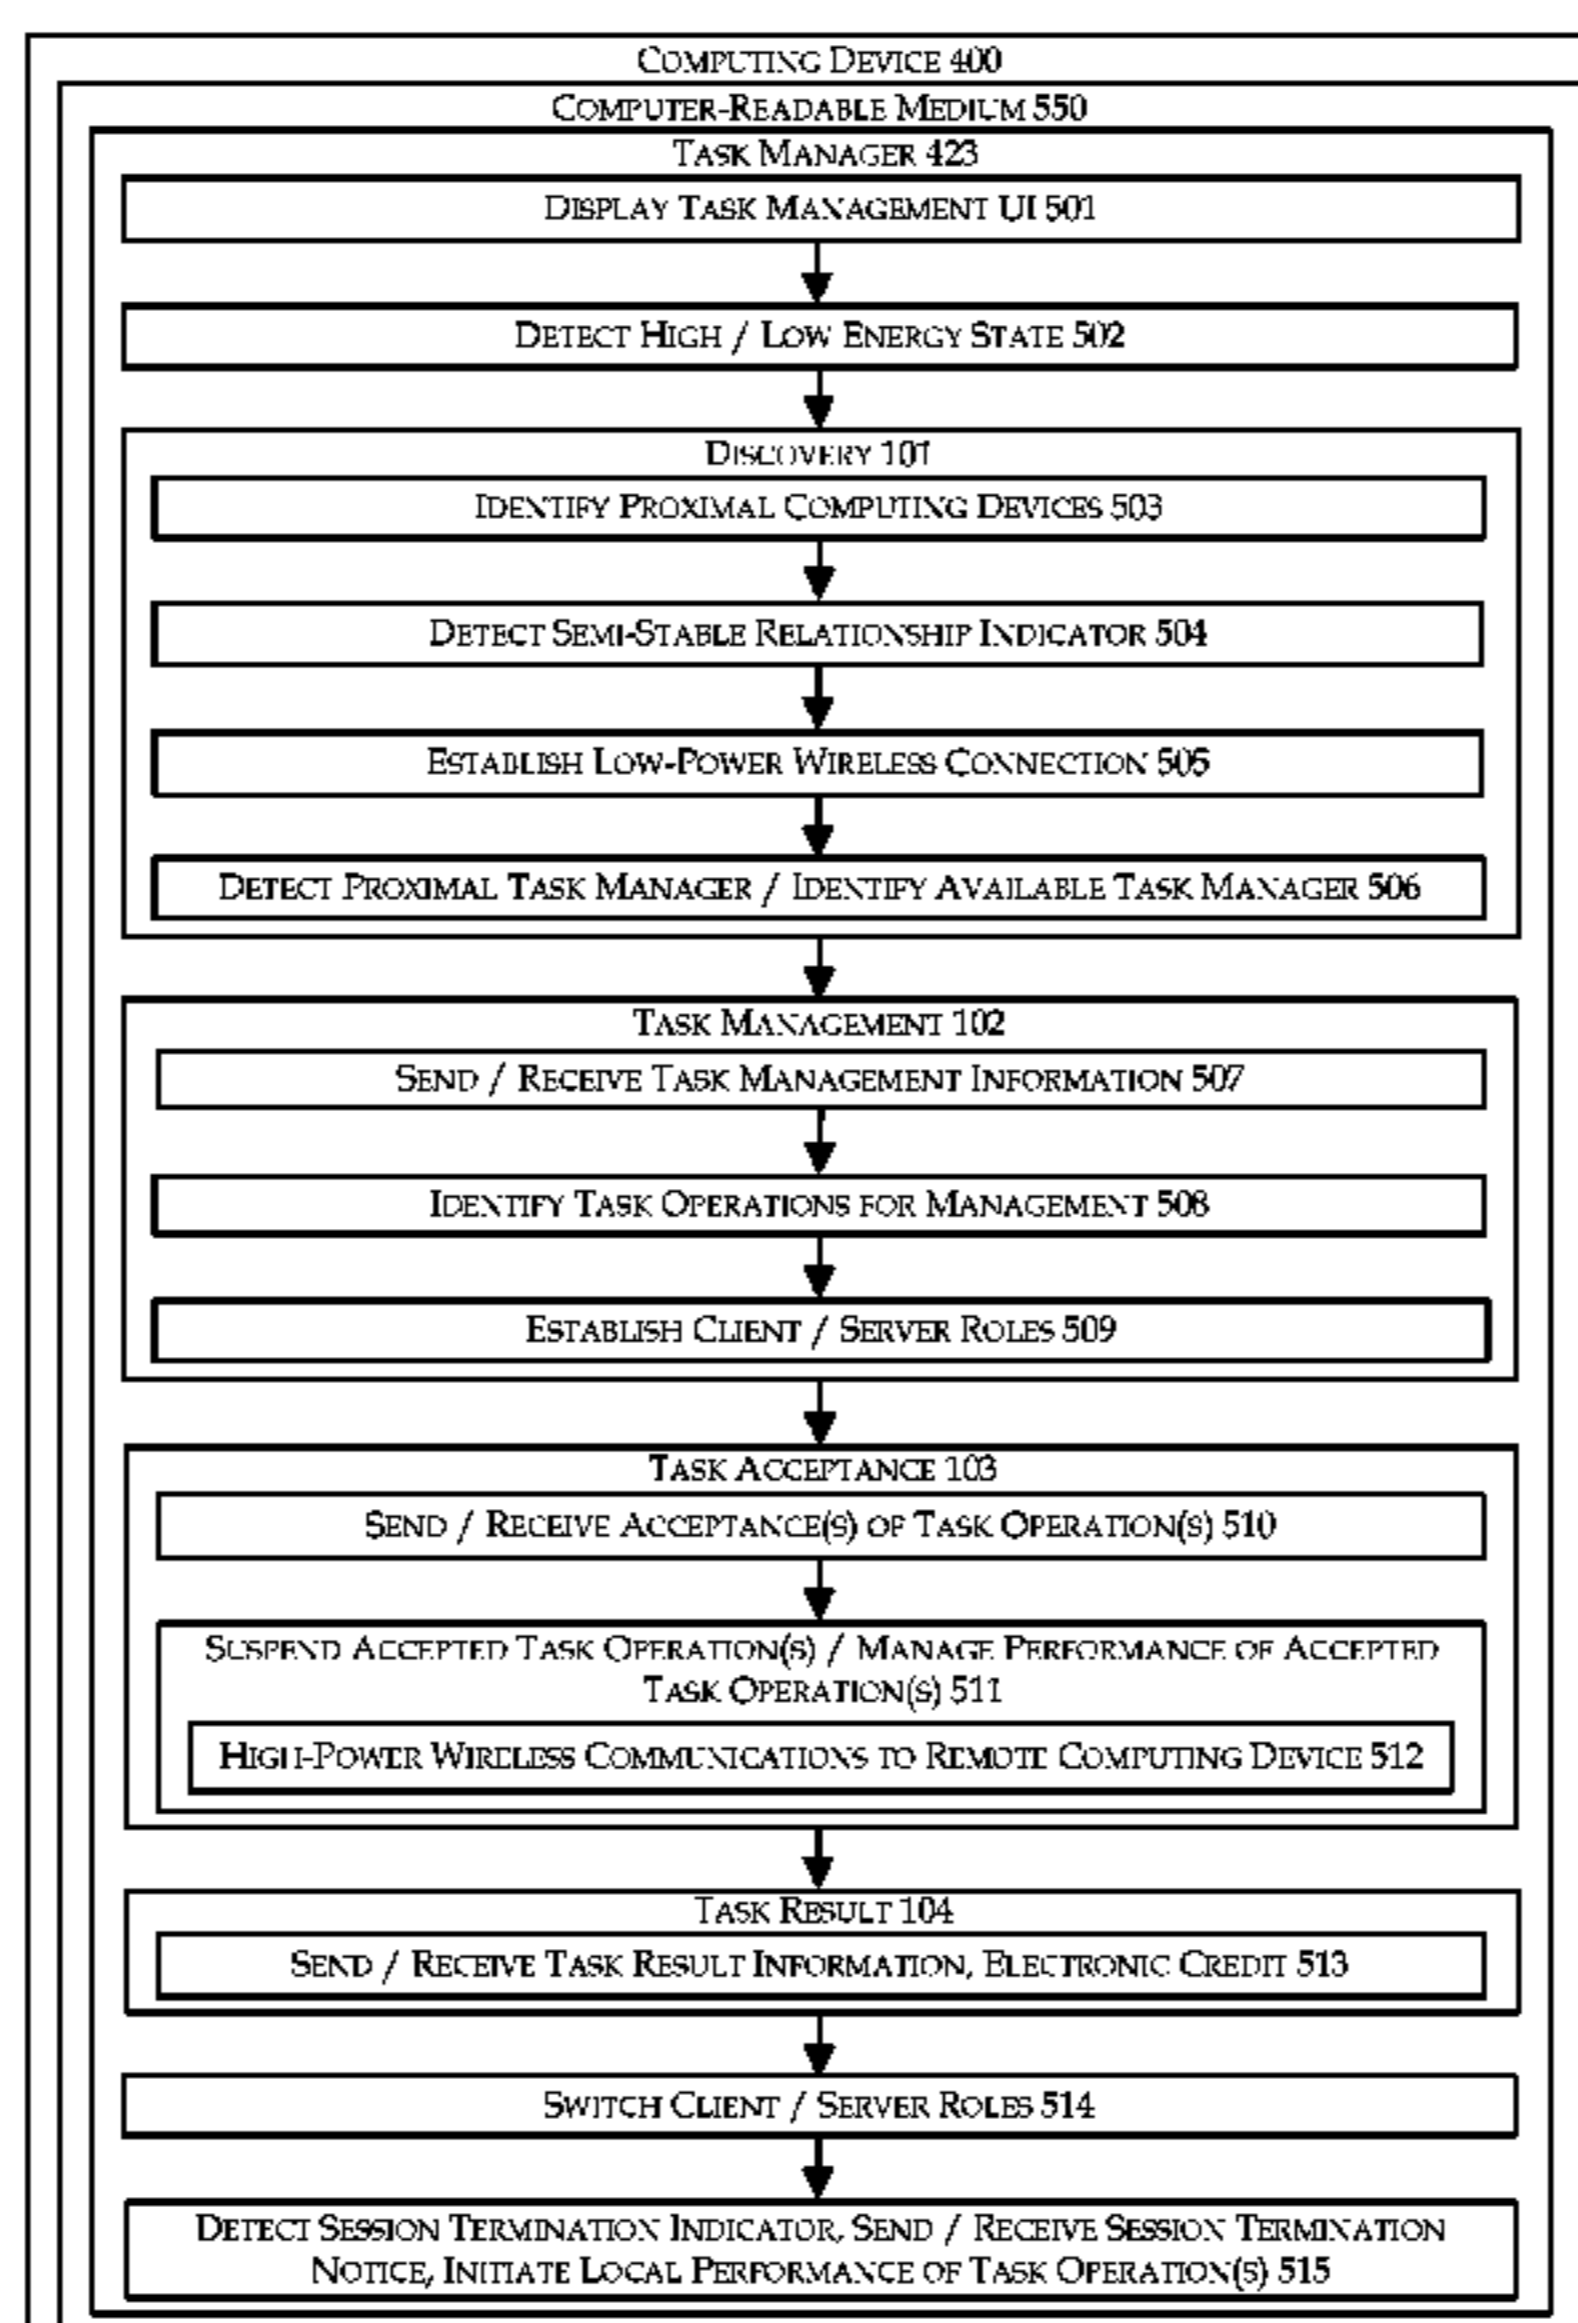 COMPUTING DEVICE 400
COMPUTER-READABLE MEDIUM 550
TASK MANAGER 423
DISPLAY TASK MANAGEMENT UI 501
DETECT HIGH / LOW ENERGY STATE 502
DISCOVERY 101
IDENTIFY PROXIMAL COMPUTING DEVICES 503
DETECT SEMI-STABLE RELATIONSHIP INDICATOR 504
ESTABLISH LOW-POWER WIRELESS CONNECTION 505
DETECT PROXIMAL TASK MANAGER / IDENTIFY AVAILABLE TASK MANAGER 506
TASK MANAGEMENT 102
SEND / RECEIVE TASK MANAGEMENT INFORMATION 507
IDENTIFY TASK OPERATIONS FOR MANAGEMENT 508
ESTABLISH CLIENT / SERVER ROLES 509
TASK ACCEPTANCE 103
SEND / RECEIVE ACCEPTANCE(S) OF TASK OPERATION(S) 510
SUSPEND ACCEPTED TASK OPERATION(S) / MANAGE PERFORMANCE OF ACCEPTED
TASK OPERATION(S) 511
HIGH-POWER WIRELESS COMMUNICATIONS TO REMOTE COMPUTING DEVICE 512
TASK RESULT 104
SEND / RECEIVE TASK RESULT INFORMATION, ELECTRONIC CREDIT 513
SWITCH CLIENT / SERVER ROLES 514
DETECT SESSION TERMINATION INDICATOR, SEND / RECEIVE SESSION TERMINATION
NOTICE, INITIATE LOCAL PERFORMANCE OF TASK OPERATION(S) 515